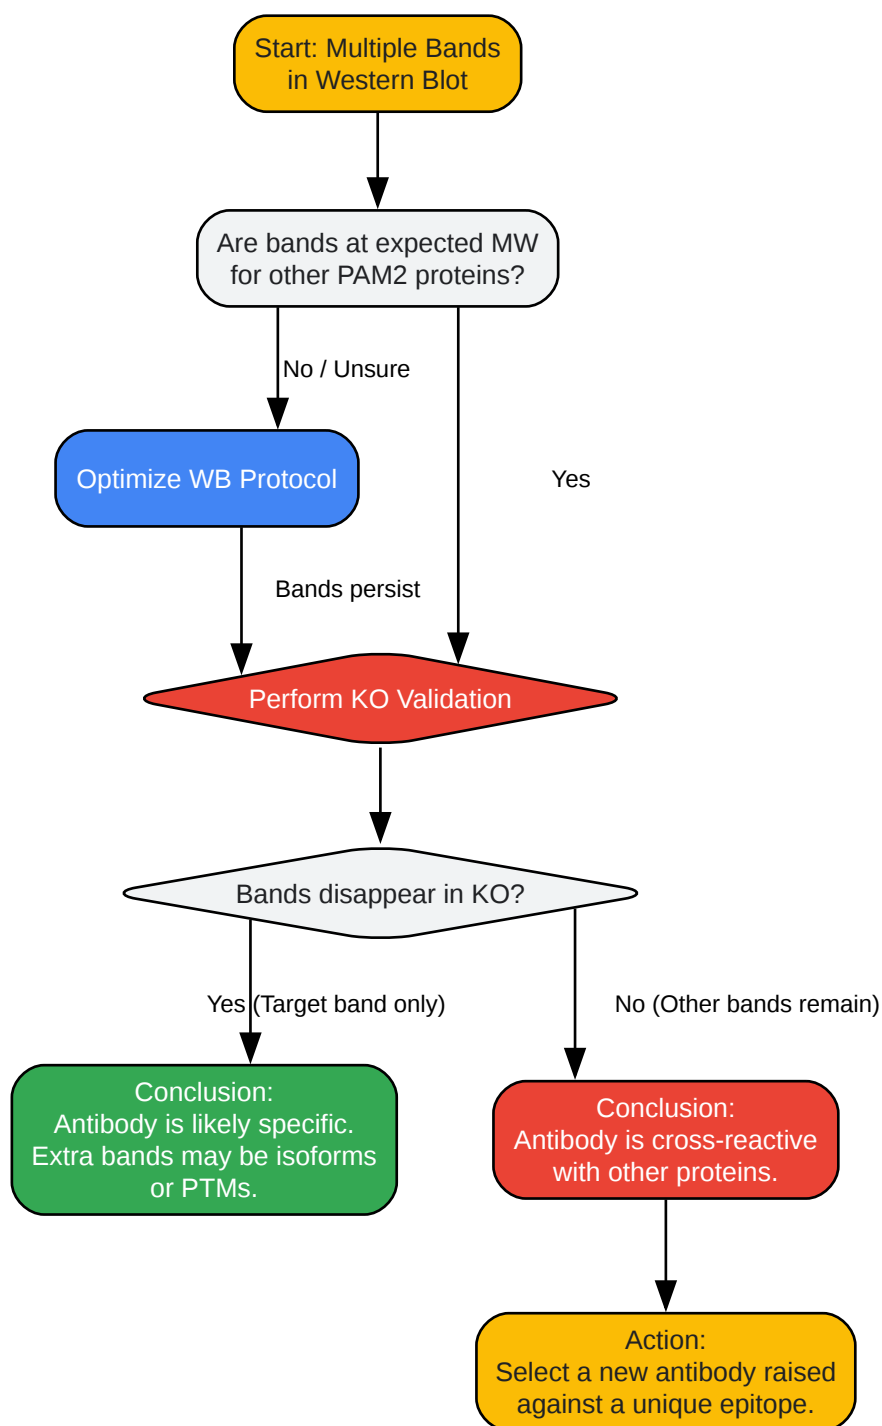 Start: Multiple Bands
in Western Blot
Are bands at expected MW
for other PAM2 proteins?
No / Unsure
Optimize WB Protocol
Yes
Bands persist
Perform KO Validation
Bands disappear in KO?
Yes (Target band only)
No (Other bands remain)
Conclusion:
Antibody is likely specific.
Extra bands may be isoforms
or PTMs.
Conclusion:
Antibody is cross-reactive
with other proteins.
Action:
Select a new antibody raised
against a unique epitope.